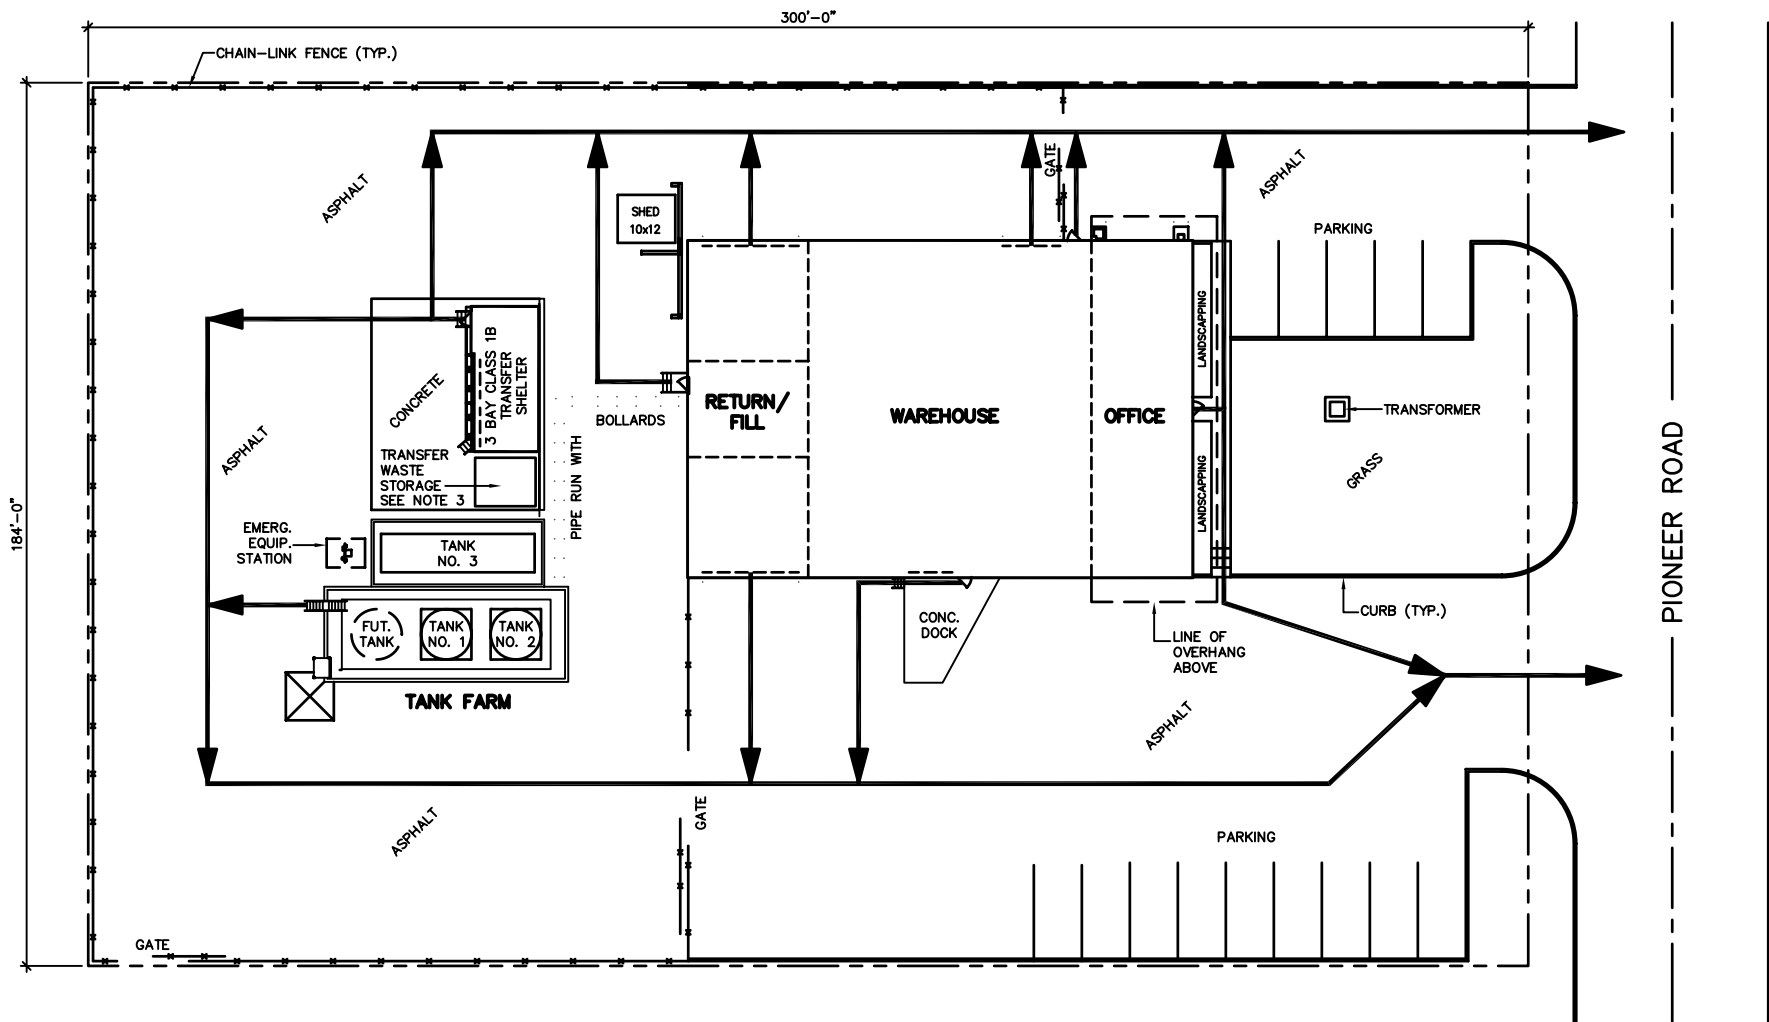 300'-0"
CHAIN-LINK FENCE (TYP.)
ASPHALT
SHED
10x12
GATE
ASPHALT
PARKING
3 BAY CLASS 1B
TRANSFER
SHELTER
CONCRETE
LANDSCAPPING
RETURN/
FILL
WAREHOUSE
OFFICE
TRANSFORMER
BOLLARDS
PIPE RUN WITH
ASPHALT
TRANSFER
WASTE
STORAGE
SEE NOTE 3
LANDSCAPPING
GRASS
PIONEER ROAD
184'-0"
EMERG.
EQUIP.
STATION
TANK
NO. 3
FUT.
TANK
TANK
NO. 1
TANK
NO. 2
CONC.
DOCK
CURB (TYP.)
LINE OF
OVERHANG
ABOVE
TANK FARM
ASPHALT
ASPHALT
GATE
PARKING
GATE